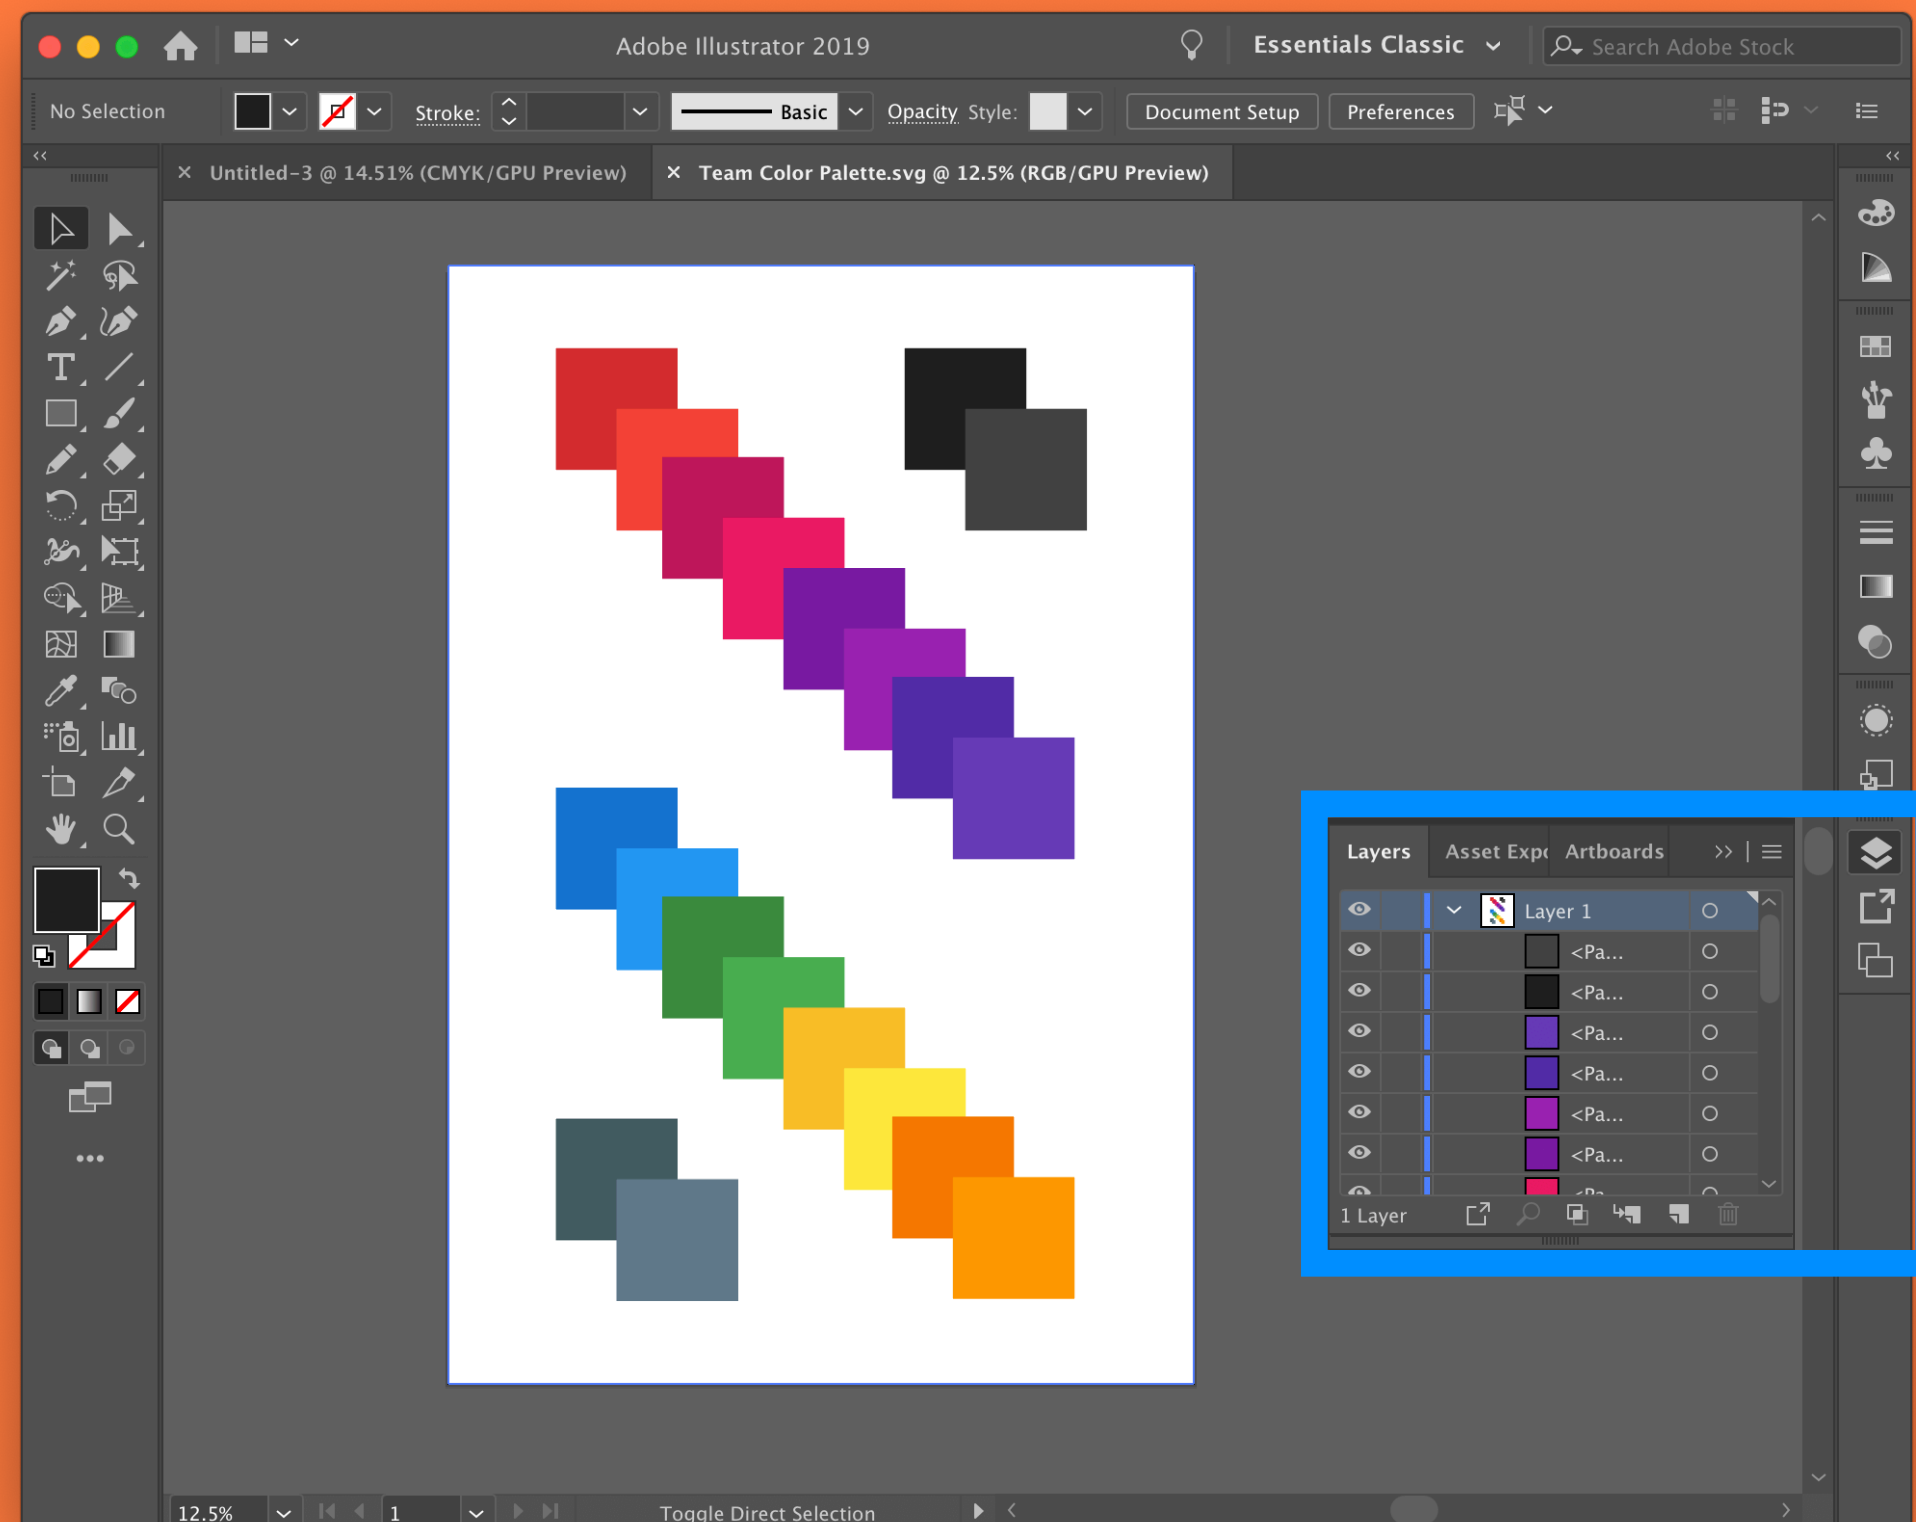 Adobe Illustrator 2019
Essentials Classic
Search Adobe Stock
No Selection
Stroke:
Basic
Opacity Style:
Document Setup
Preferences
Untitled-3 @ 14.51% (CMYK/GPU Preview)
Team Color Palette.svg @ 12.5% (RGB/GPU Preview)
Layers
Asset Expo
Artboards
Layer 1
<Pa...
<Pa...
<Pa...
<Pa...
<Pa...
<Pa...
<Pa...
1 Layer
12.5%
1
Toggle Direct Selection